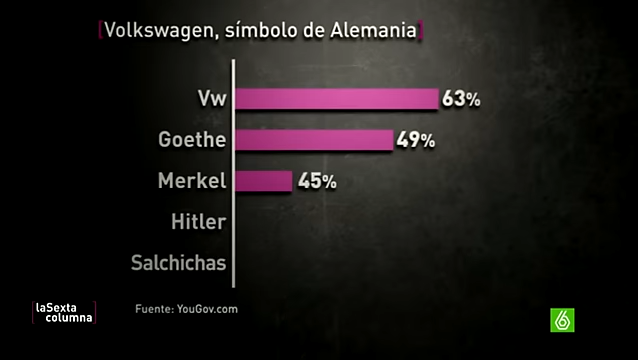 [Volkswagen, símbolo de Alemania]
Vw 63%
Goethe 49%
Merkel 45%
Hitler
Salchichas
laSexta
columna
Fuente: YouGov.com
6